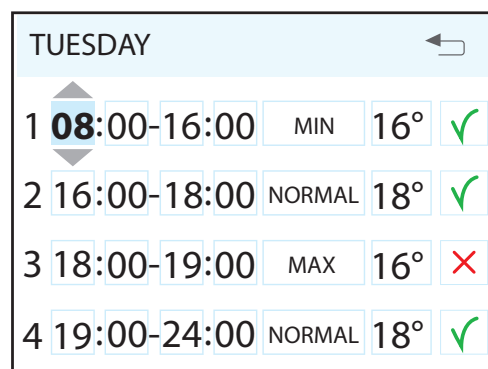 TUESDAY
1 08:00-16:00 MIN 16°
2 16:00-18:00 NORMAL 18°
3 18:00-19:00 MAX 16°
4 19:00-24:00 NORMAL 18°